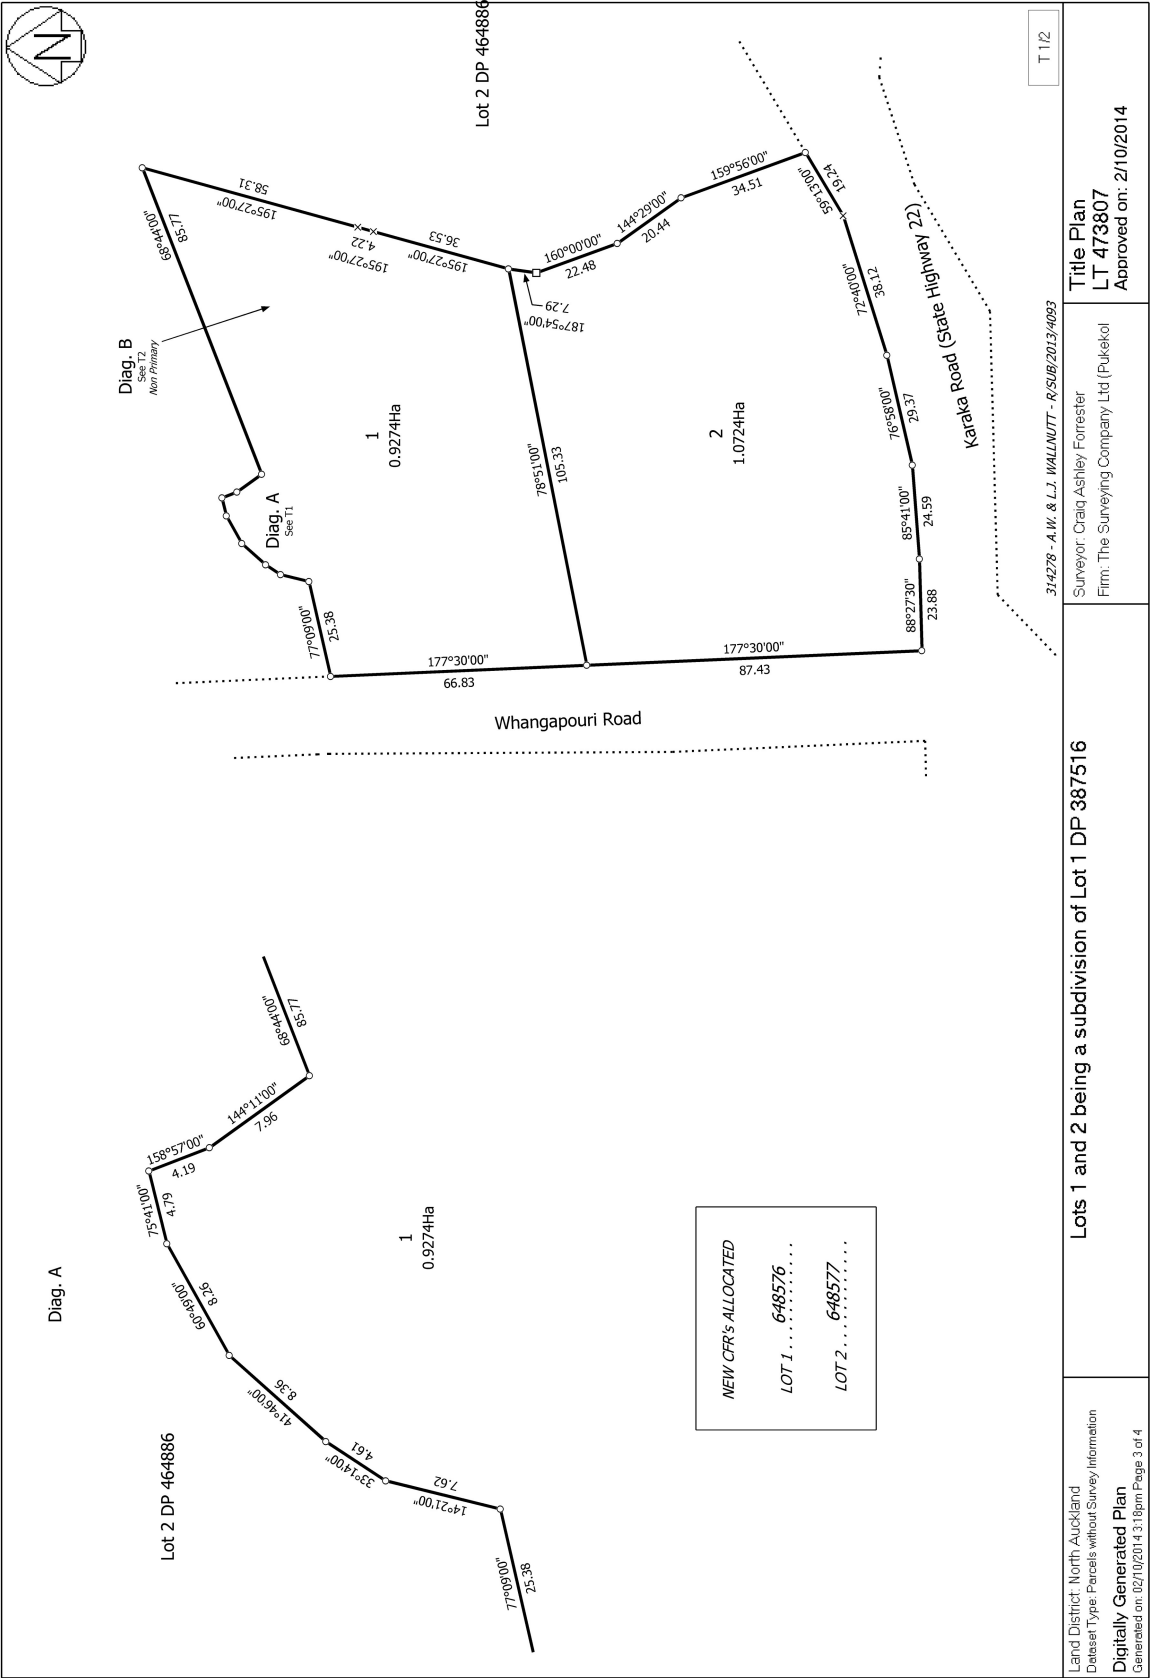 N
Lot 2 DP 464886
Diag. A
Lot 2 DP 464886
77°09'00"
25.38
14°21'00"
7.62
33°14'00"
4.61
41°46'00"
8.36
60°49'00"
8.26
75°41'00"
4.79
158°57'00"
4.19
144°11'00"
7.96
68°44'00"
85.77
1
0.9274Ha
NEW CFR's ALLOCATED
LOT 1 . . . 648576 . . .
LOT 2 . . . 648577 . . .
Diag. B
See T2
Non Primary
68°44'00"
85.77
58.31
195°27'00"
4.22
195°27'00"
36.53
195°27'00"
7.29
187°54'00"
160°00'00"
22.48
144°29'00"
20.44
159°56'00"
34.51
59°13'00"
19.24
72°40'00"
38.12
76°58'00"
29.37
85°41'00"
24.59
88°27'30"
23.88
177°30'00"
87.43
177°30'00"
66.83
77°09'00"
25.38
Diag. A
See T1
1
0.9274Ha
78°51'00"
105.33
2
1.0724Ha
Whangapouri Road
Karaka Road (State Highway 22)
T 1/2
314278 - A.W. & L.J. WALLNUTT - R/SUB/2013/4093
Land District: North Auckland
Dataset Type: Parcels without Survey Information
Digitally Generated Plan
Generated on: 02/10/2014 3:18pm Page 3 of 4
Lots 1 and 2 being a subdivision of Lot 1 DP 387516
Surveyor: Craig Ashley Forrester
Firm: The Surveying Company Ltd (Pukekol
Title Plan
LT 473807
Approved on: 2/10/2014